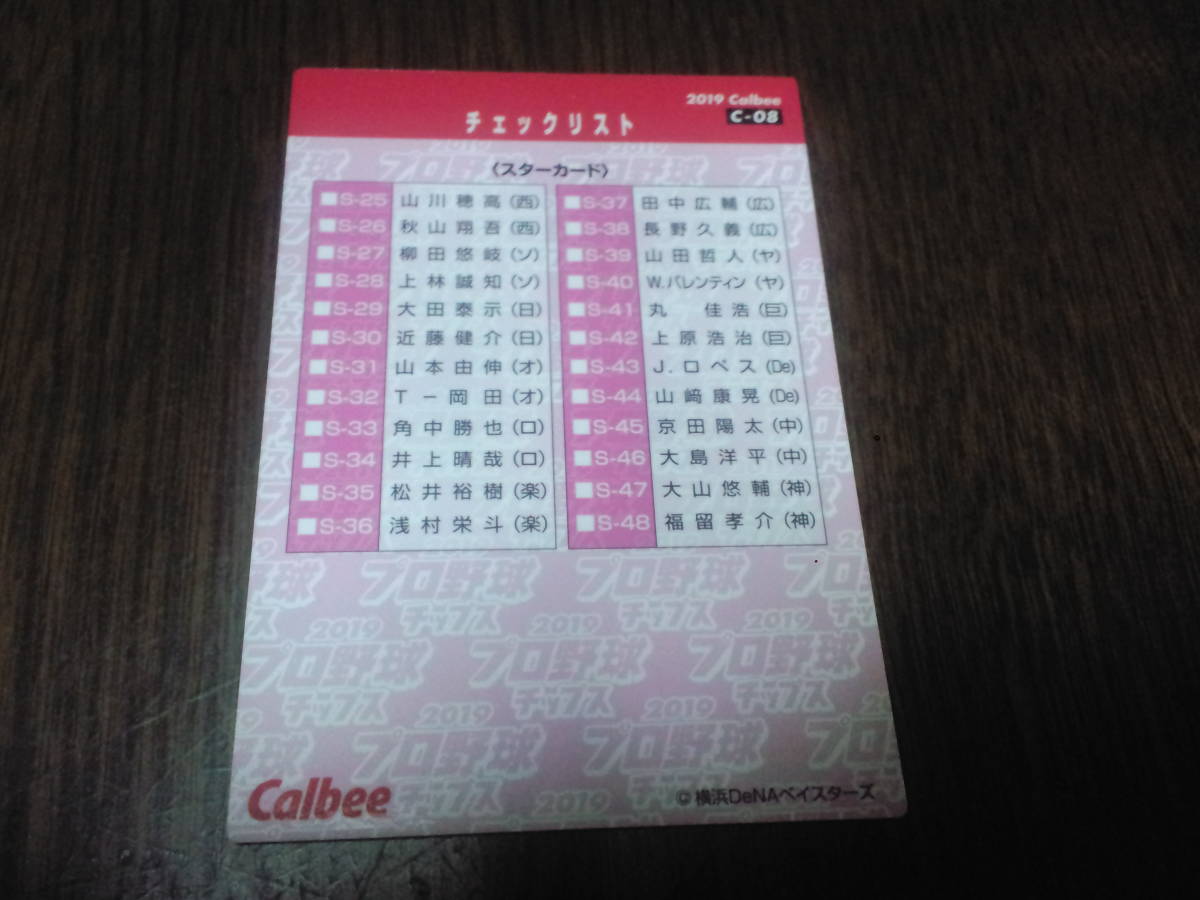 2019 Calbee
C-08
チェックリスト
〈スターカード〉
S-25 山川穂高(西)
S-26 秋山翔吾(西)
S-27 柳田悠岐(ソ)
S-28 上林誠知(ソ)
S-29 大田泰示(日)
S-30 近藤健介(日)
S-31 山本由伸(オ)
S-32 T－岡田(オ)
S-33 角中勝也(ロ)
S-34 井上晴哉(ロ)
S-35 松井裕樹(楽)
S-36 浅村栄斗(楽)
S-37 田中広輔(広)
S-38 長野久義(広)
S-39 山田哲人(ヤ)
S-40 W.バレンティン(ヤ)
S-41 丸 佳浩(巨)
S-42 上原浩治(巨)
S-43 J.ロペス(De)
S-44 山﨑康晃(De)
S-45 京田陽太(中)
S-46 大島洋平(中)
S-47 大山悠輔(神)
S-48 福留孝介(神)
2019 プロ野球チップス
Calbee
©横浜DeNAベイスターズ